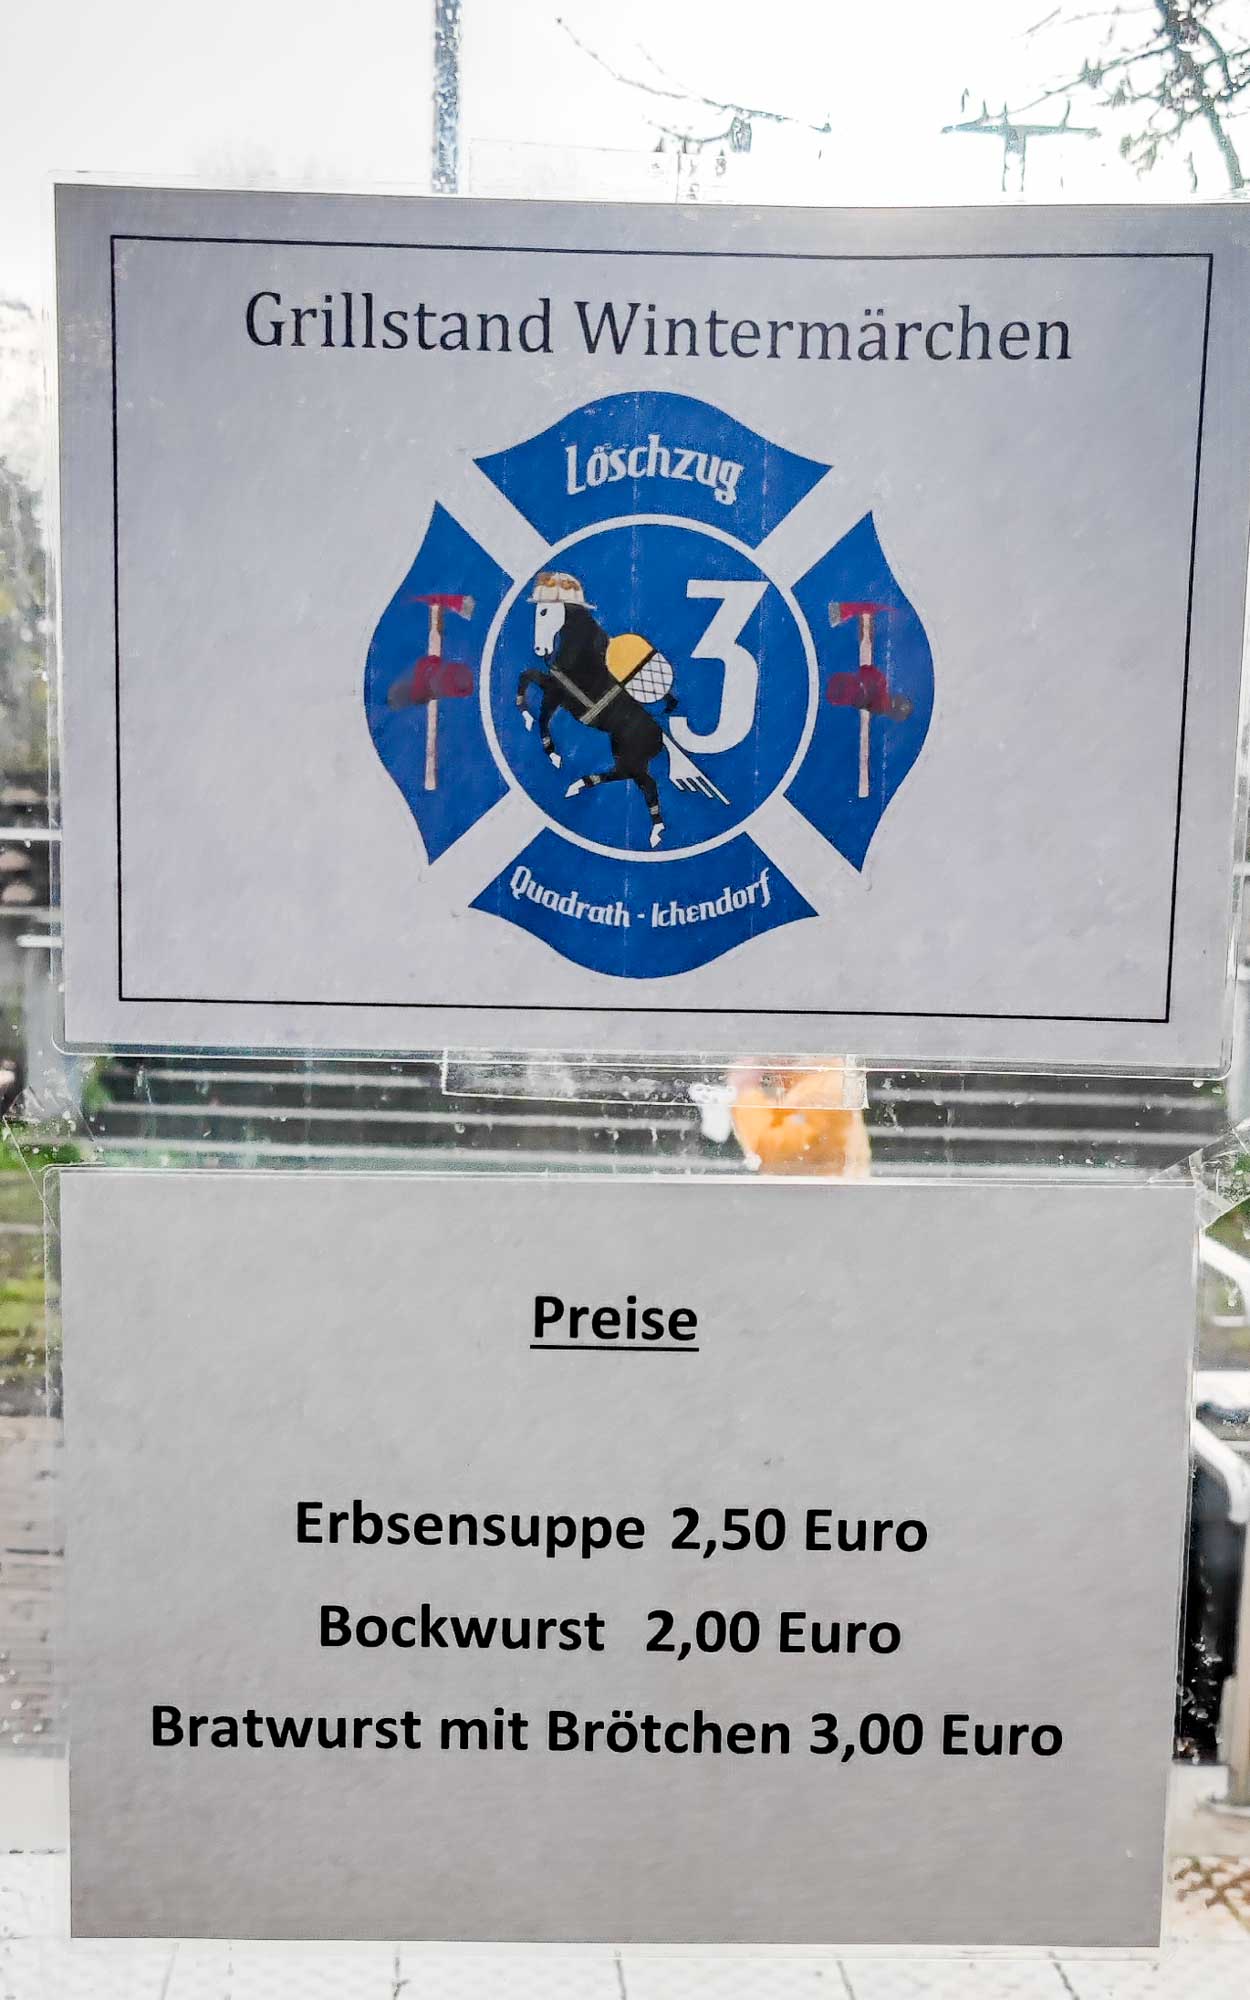 Grillstand Wintermärchen
Löschzug
3
Quadrath - Ichendorf
Preise
Erbsensuppe 2,50 Euro
Bockwurst 2,00 Euro
Bratwurst mit Brötchen 3,00 Euro